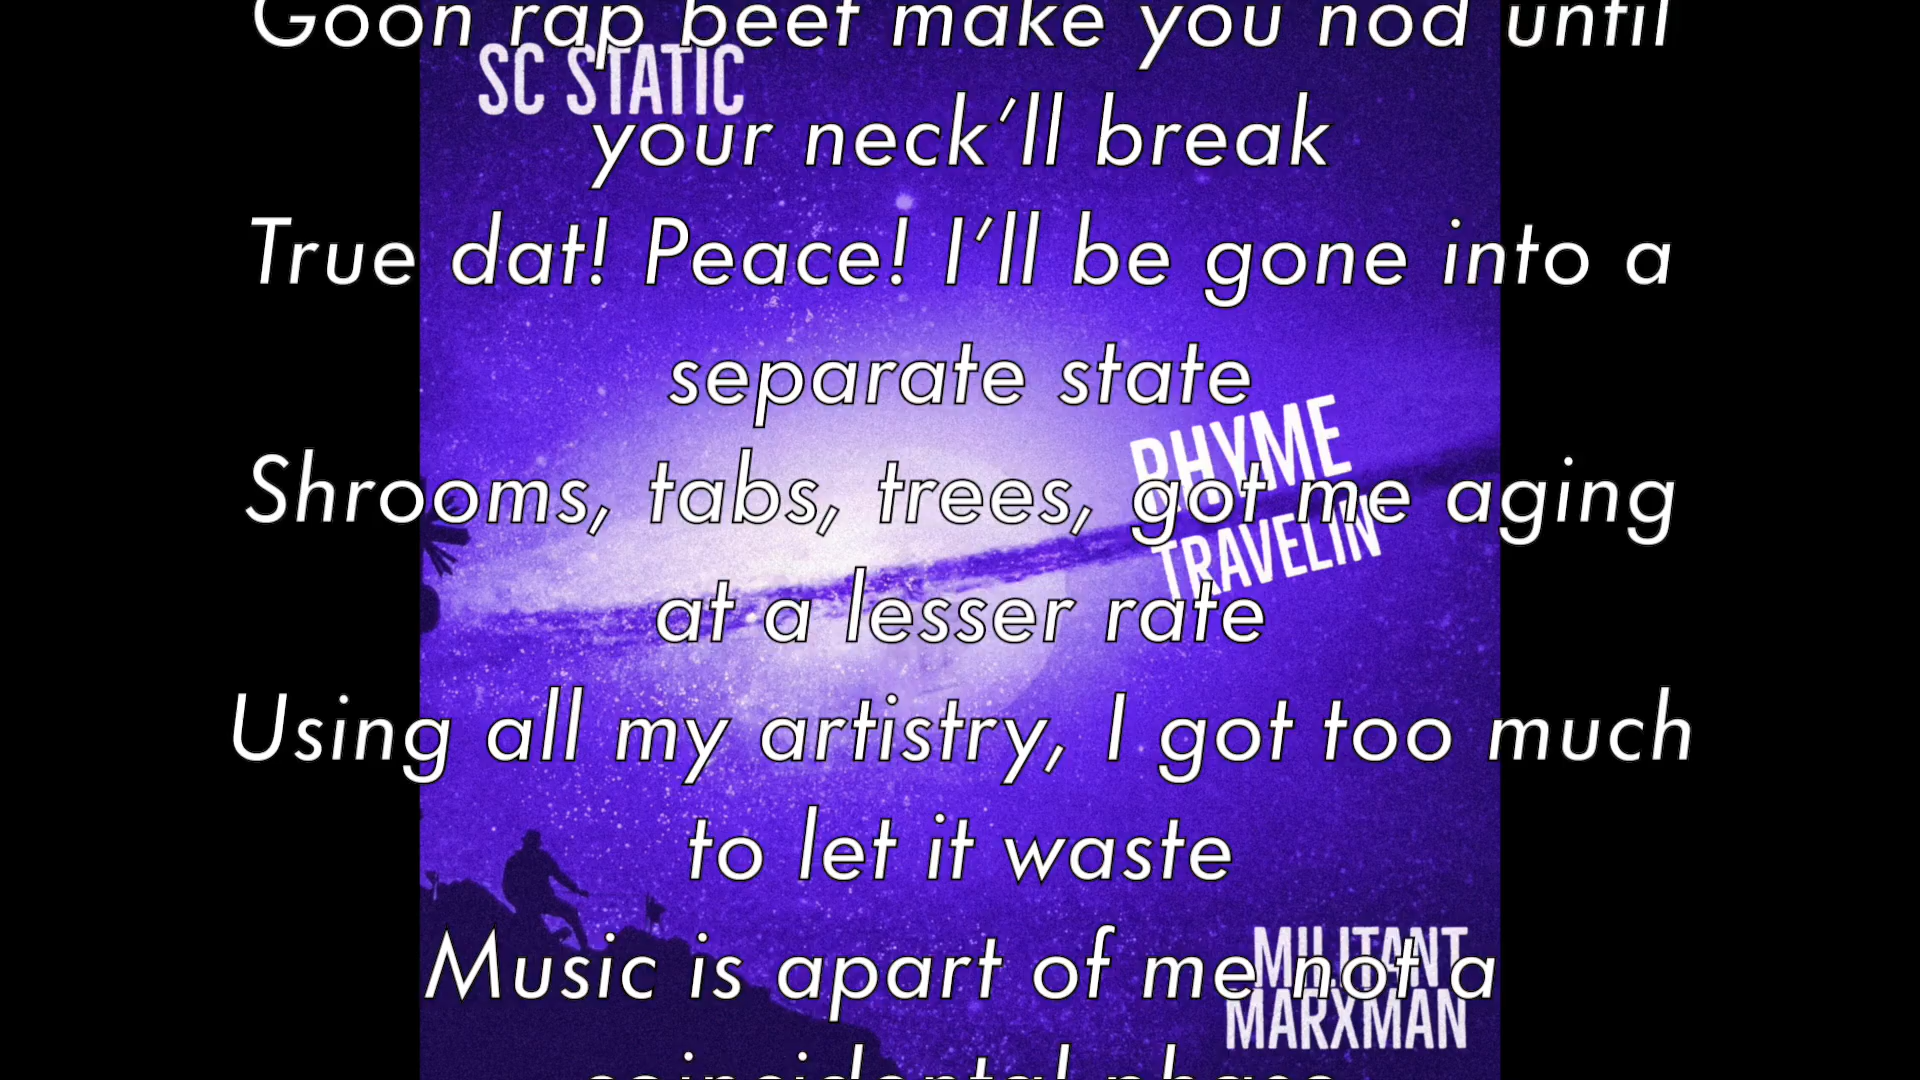 Goon rap beef make you nod until
SC STATIC
your neck'll break
True dat! Peace! I'll be gone into a
separate state
RHYME
Shrooms, tabs, trees, got me aging
TRAVELIN
at a lesser rate
Using all my artistry, I got too much
to let it waste
Music is apart of me not a
MILITANT
MARXMAN
coincidental phase